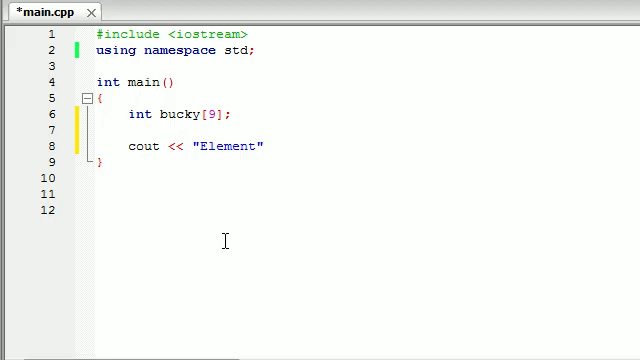 *main.cpp
1 #include <iostream>
2 using namespace std;
3
4 int main()
5 {
6 int bucky[9];
7
8 cout << "Element"
9 }
10
11
12